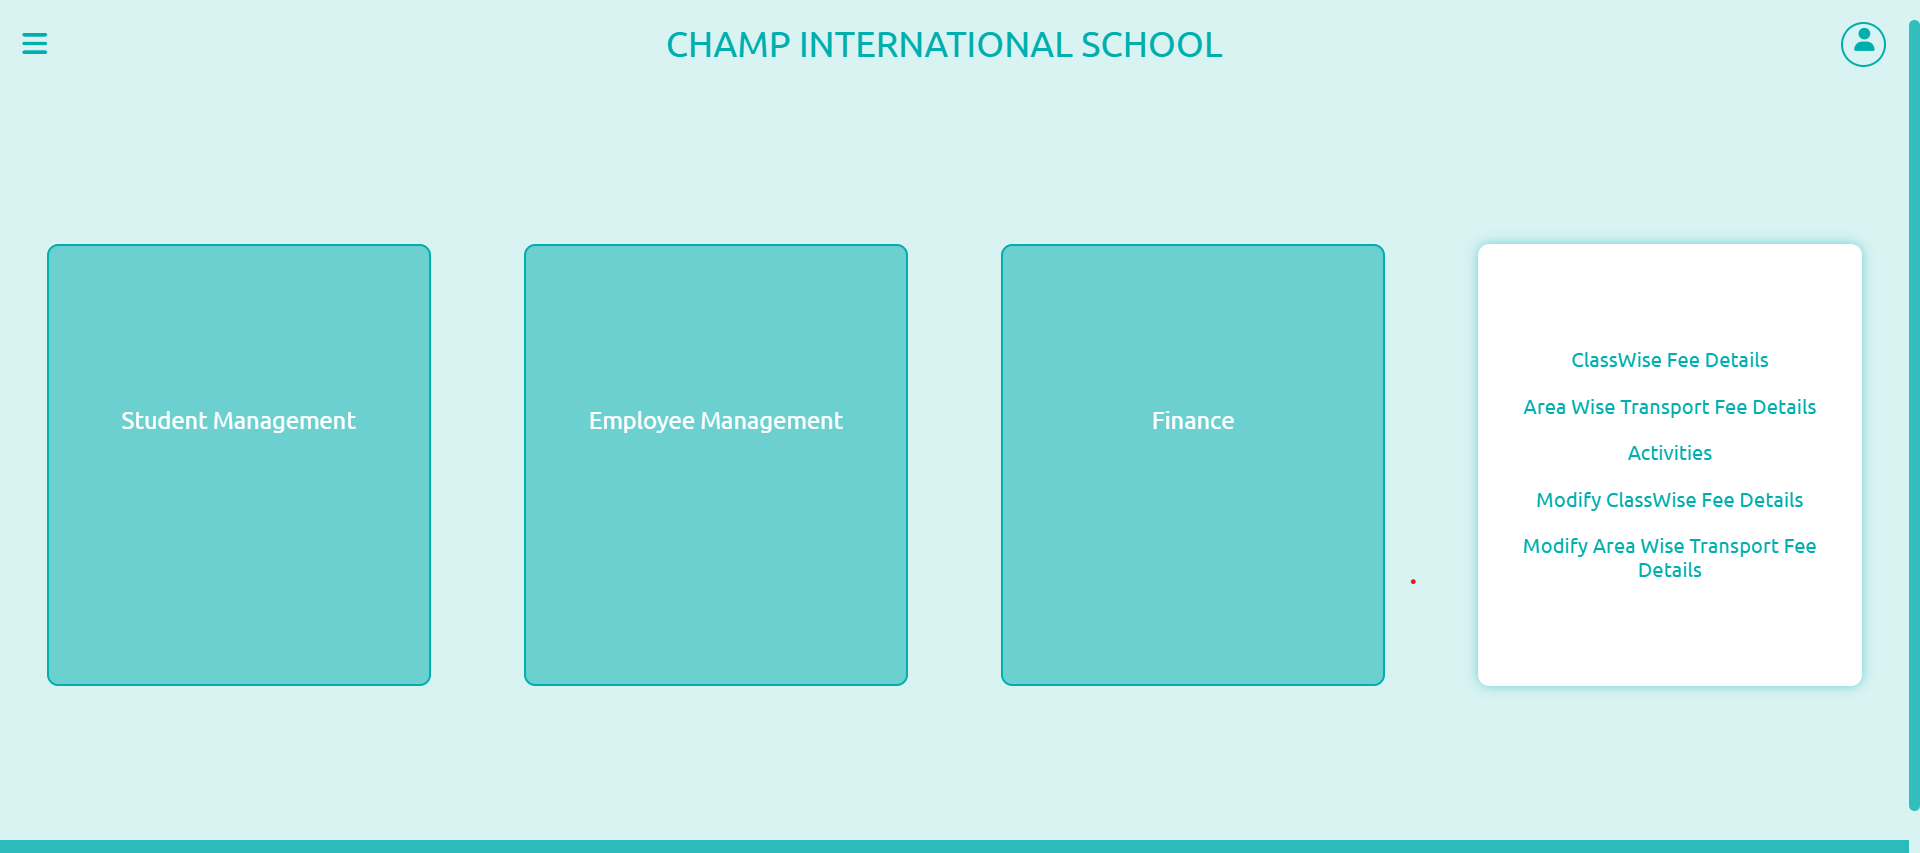 CHAMP INTERNATIONAL SCHOOL
Student Management
Employee Management
Finance
ClassWise Fee Details
Area Wise Transport Fee Details
Activities
Modify ClassWise Fee Details
Modify Area Wise Transport Fee
Details